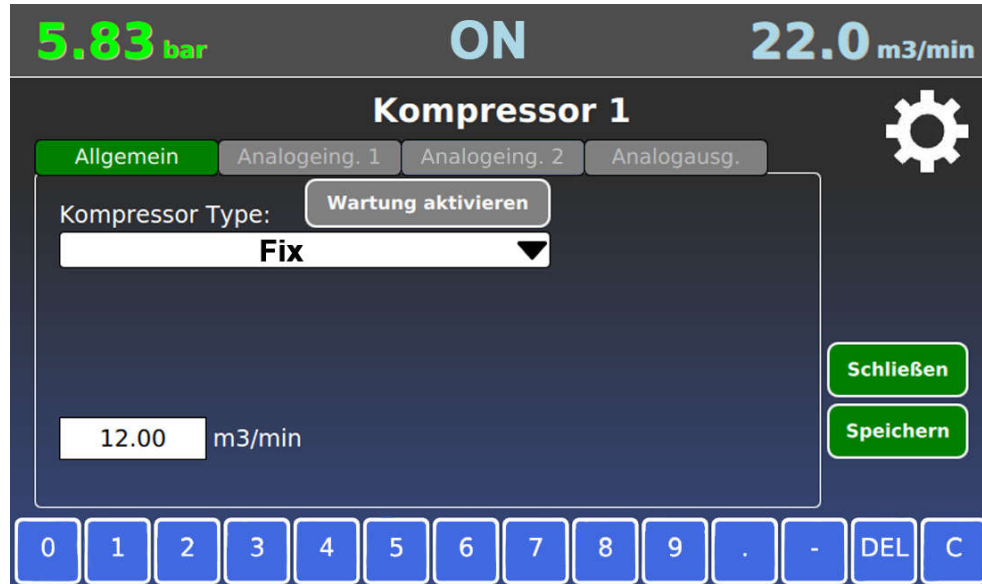 5.83 bar ON 22.0 m3/min
Kompressor 1
Allgemein Analogeing. 1 Analogeing. 2 Analogausg.
Wartung aktivieren
Kompressor Type:
Fix
Schließen
12.00 m3/min
Speichern
0 1 2 3 4 5 6 7 8 9 . - DEL C